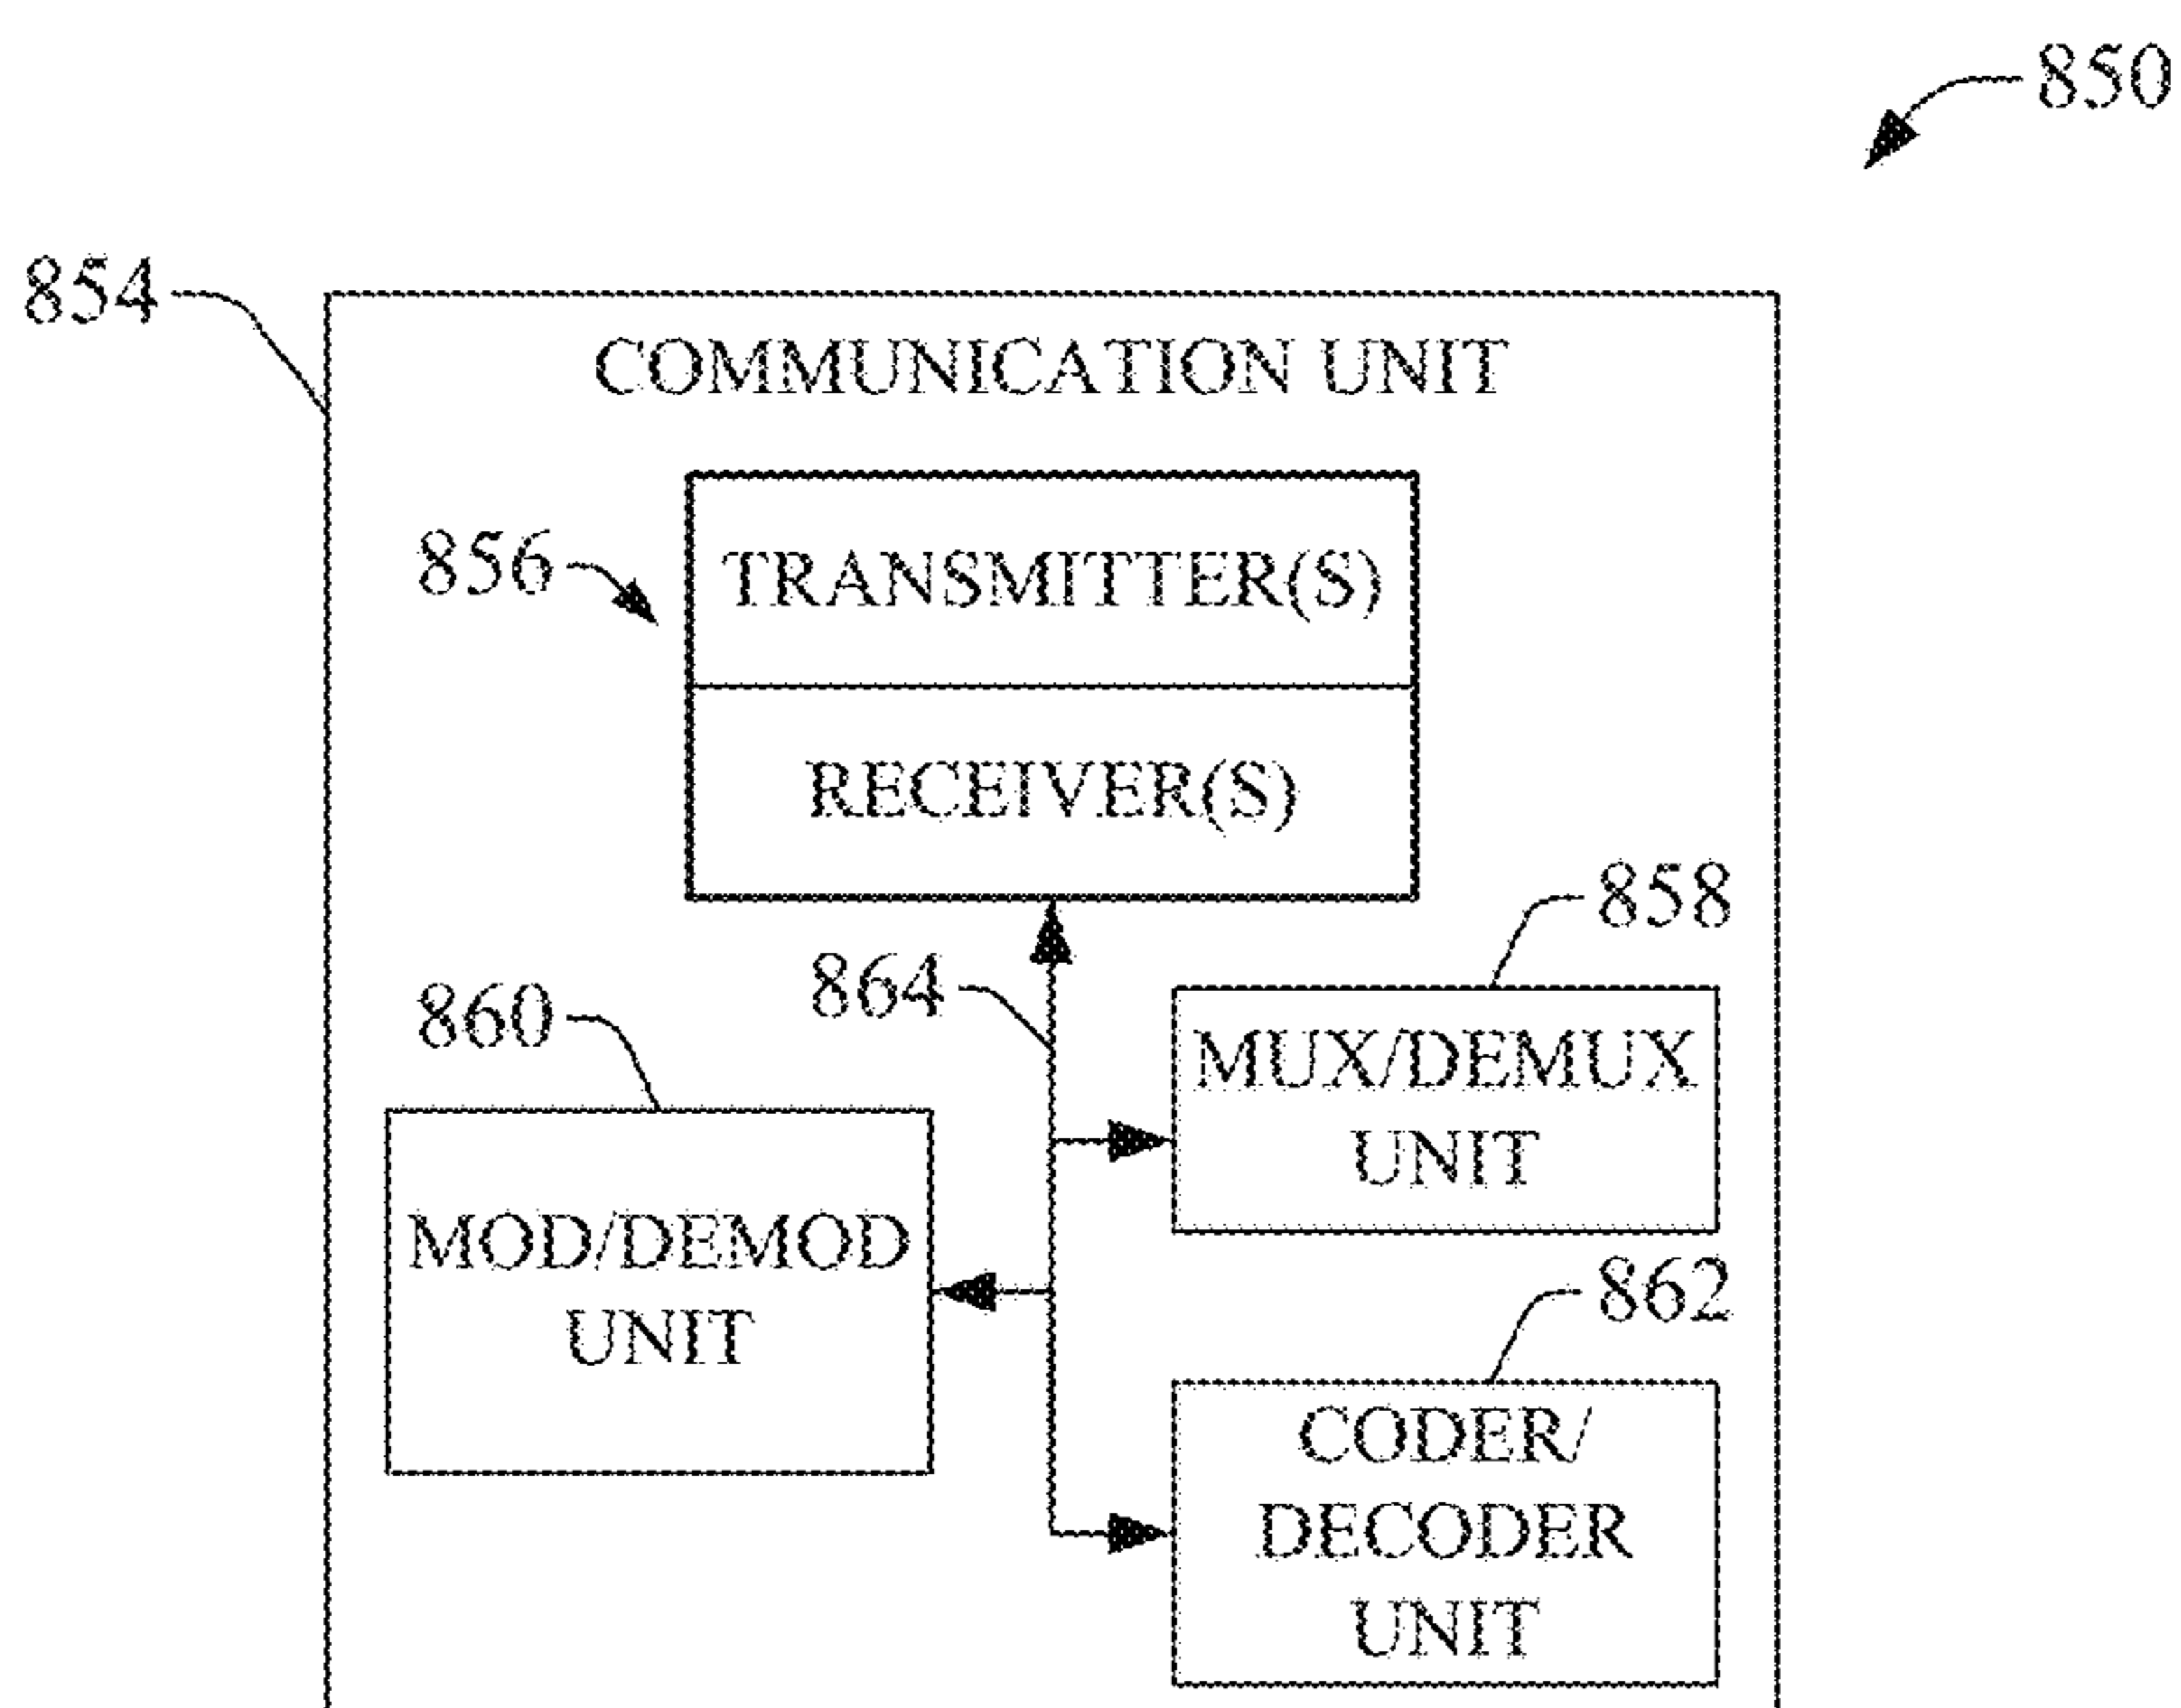 850
854
COMMUNICATION UNIT
856
TRANSMITTER(S)
RECEIVER(S)
858
864
860
MUX/DEMUX
UNIT
MOD/DEMOD
UNIT
862
CODER/
DECODER
UNIT